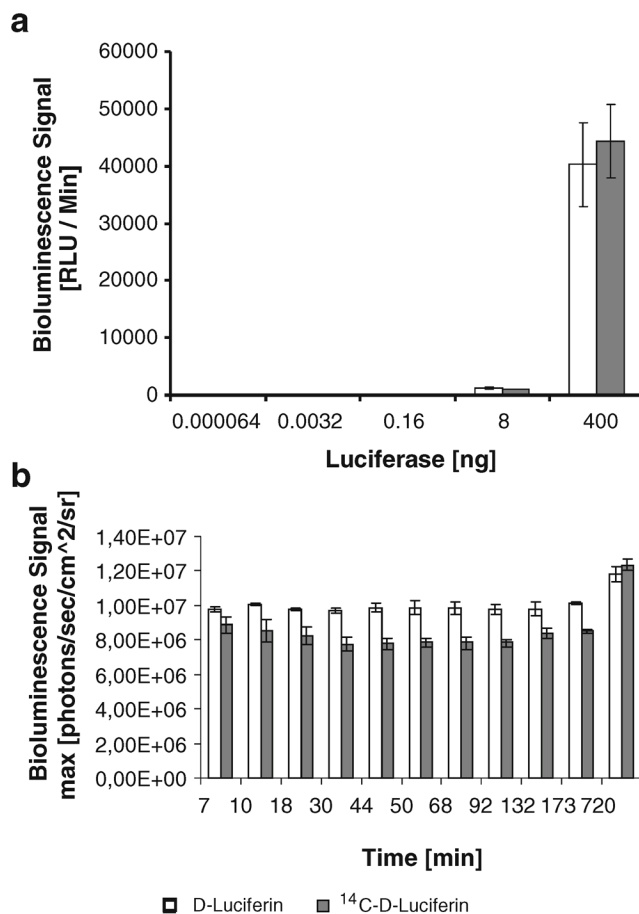 a
Bioluminescence Signal
[RLU / Min]
60000
50000
40000
30000
20000
10000
0
0.000064 0.0032 0.16 8 400
Luciferase [ng]
b
Bioluminescence Signal
max [photons/sec/cm^2/sr]
1,40E+07
1,20E+07
1,00E+07
8,00E+06
6,00E+06
4,00E+06
2,00E+06
0,00E+00
7 10 18 30 44 50 68 92 132 173 720
Time [min]
D-Luciferin 14C-D-Luciferin